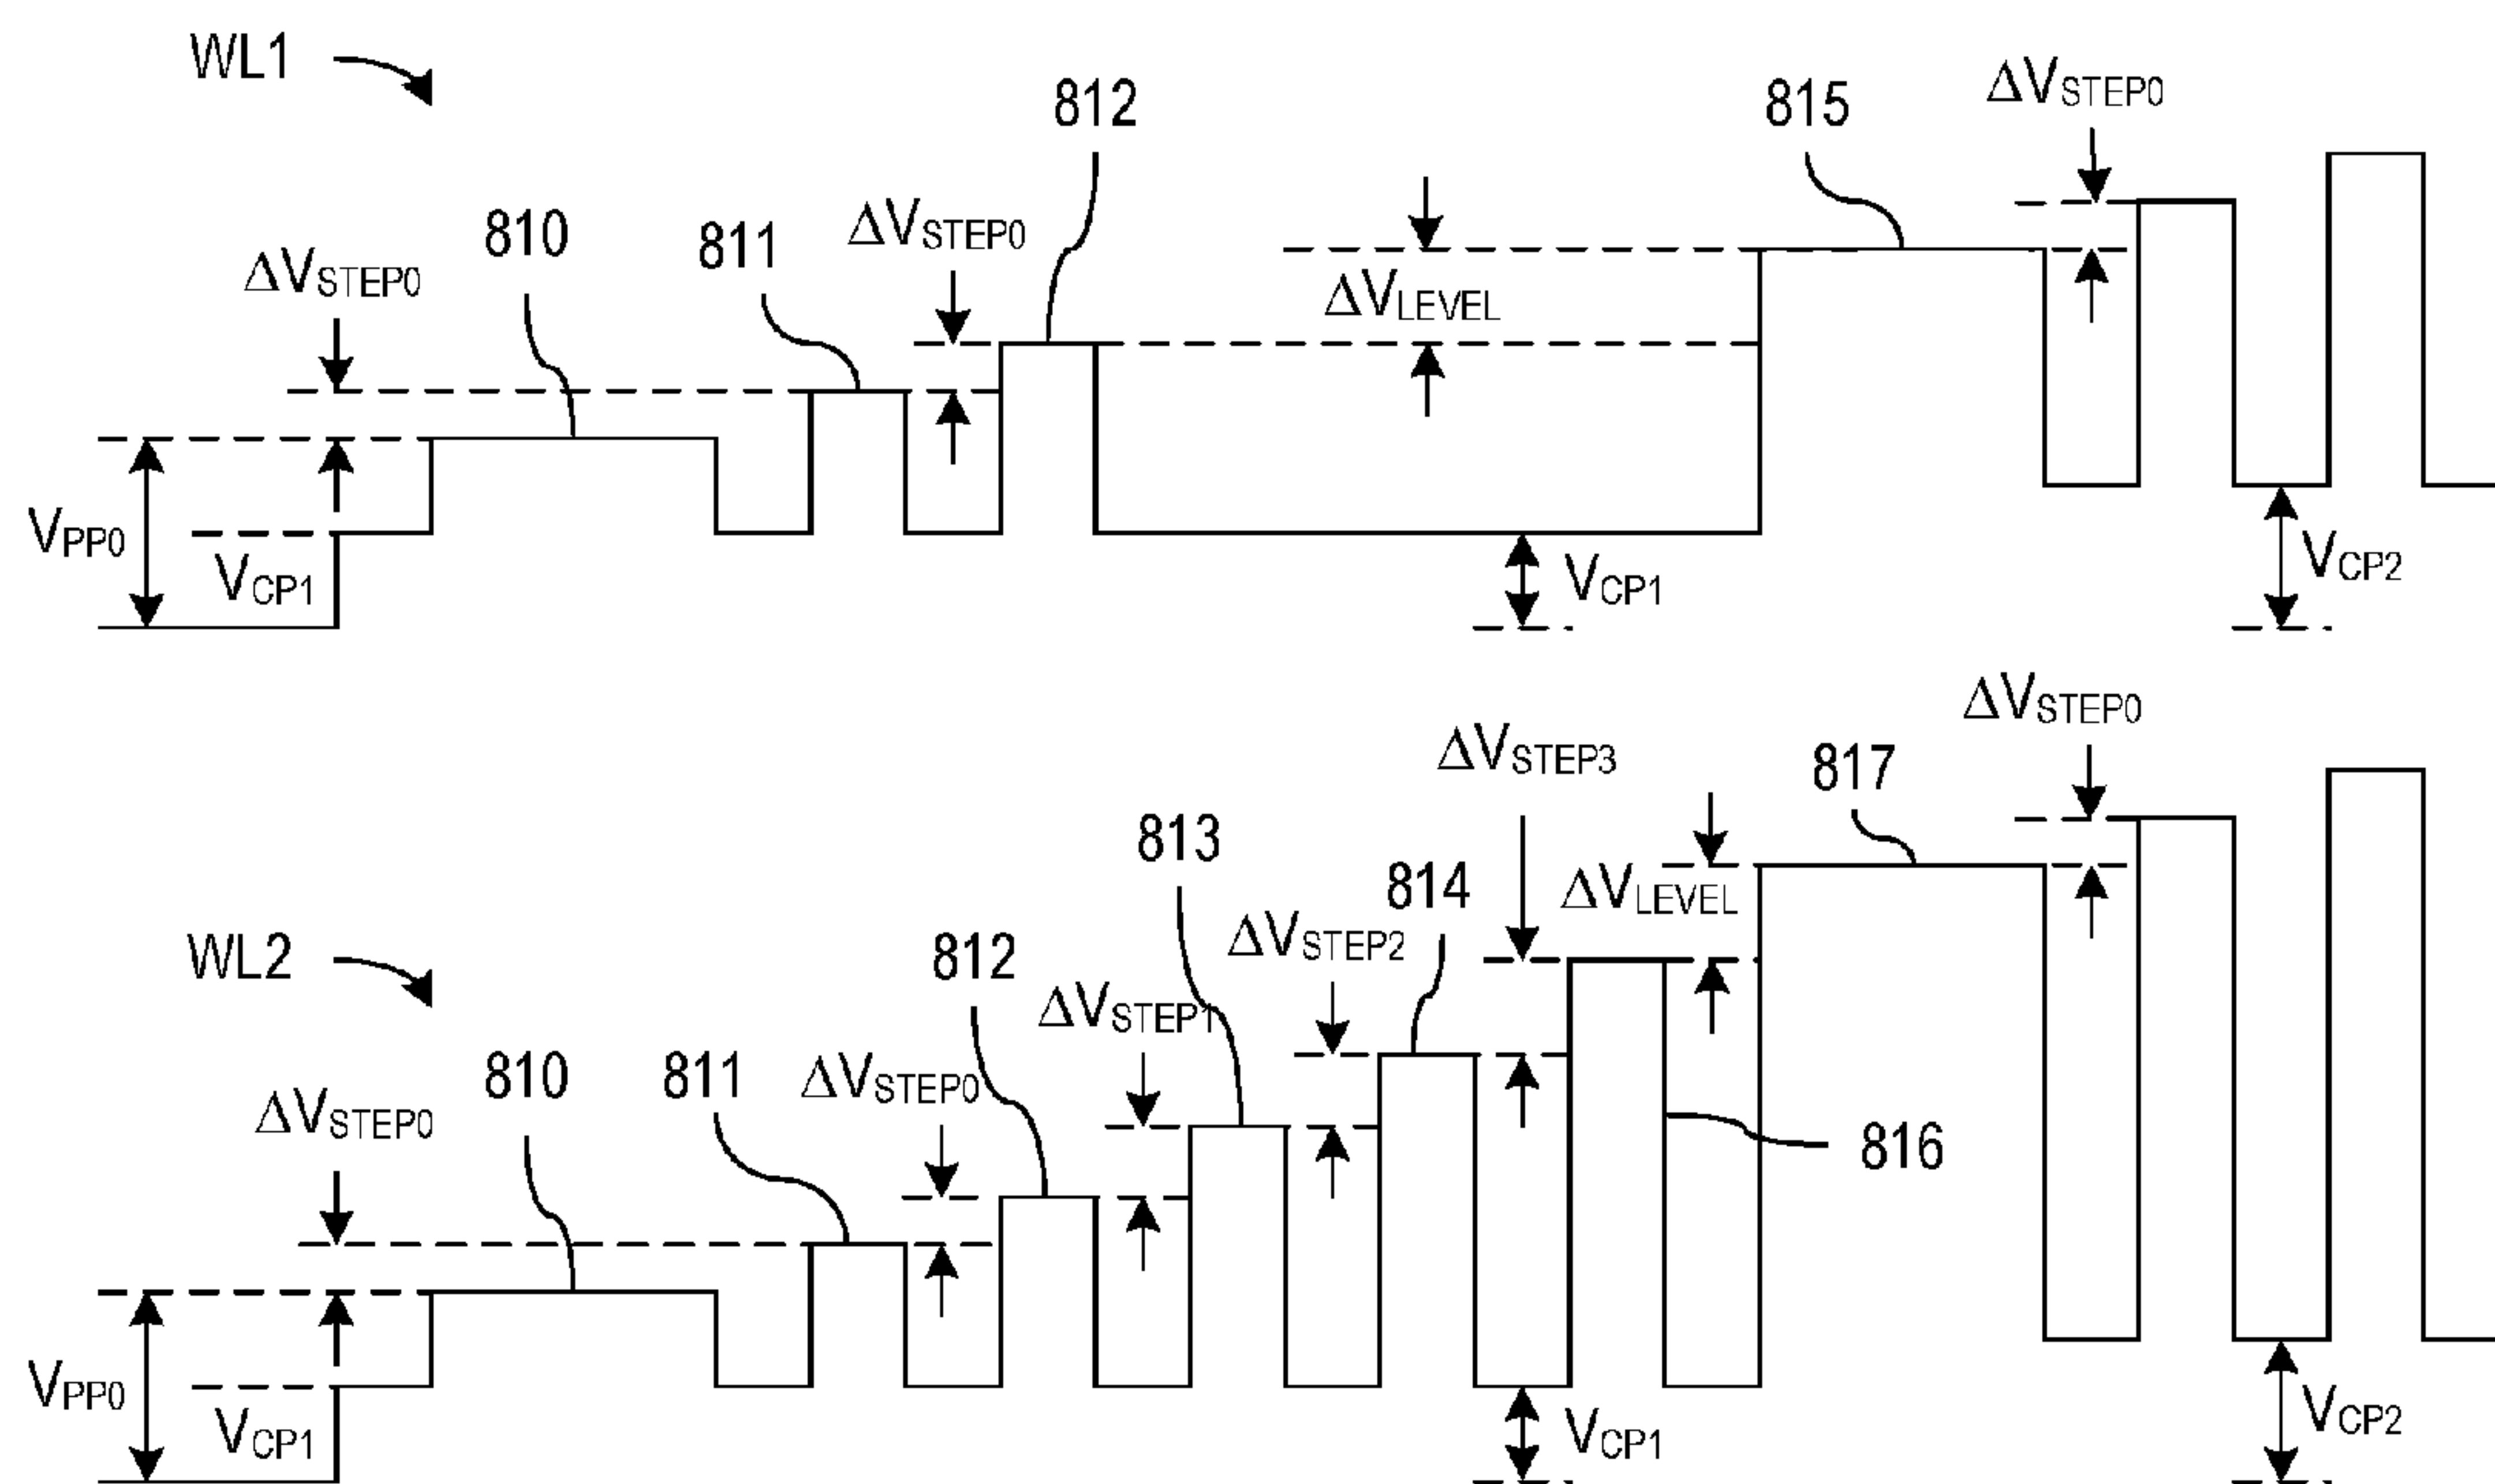 WL1
812
815
ΔVSTEP0
810
811
ΔVSTEP0
ΔVSTEP0
ΔVLEVEL
VPP0
VCP1
VCP1
VCP2
ΔVSTEP0
ΔVSTEP3
817
813
814
ΔVLEVEL
WL2
812
ΔVSTEP2
ΔVSTEP1
810
811
ΔVSTEP0
ΔVSTEP0
816
VPP0
VCP1
VCP1
VCP2